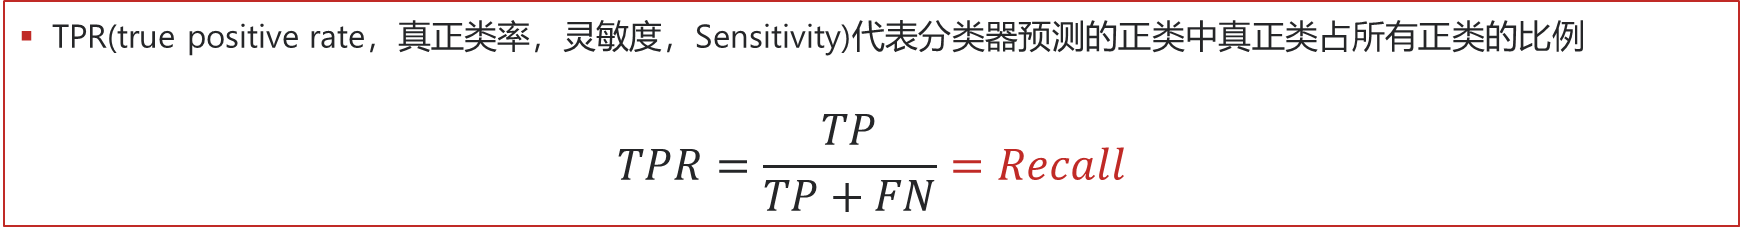 ▪ TPR(true positive rate，真正类率，灵敏度，Sensitivity)代表分类器预测的正类中真正类占所有正类的比例
TPR = TP / (TP + FN) = Recall